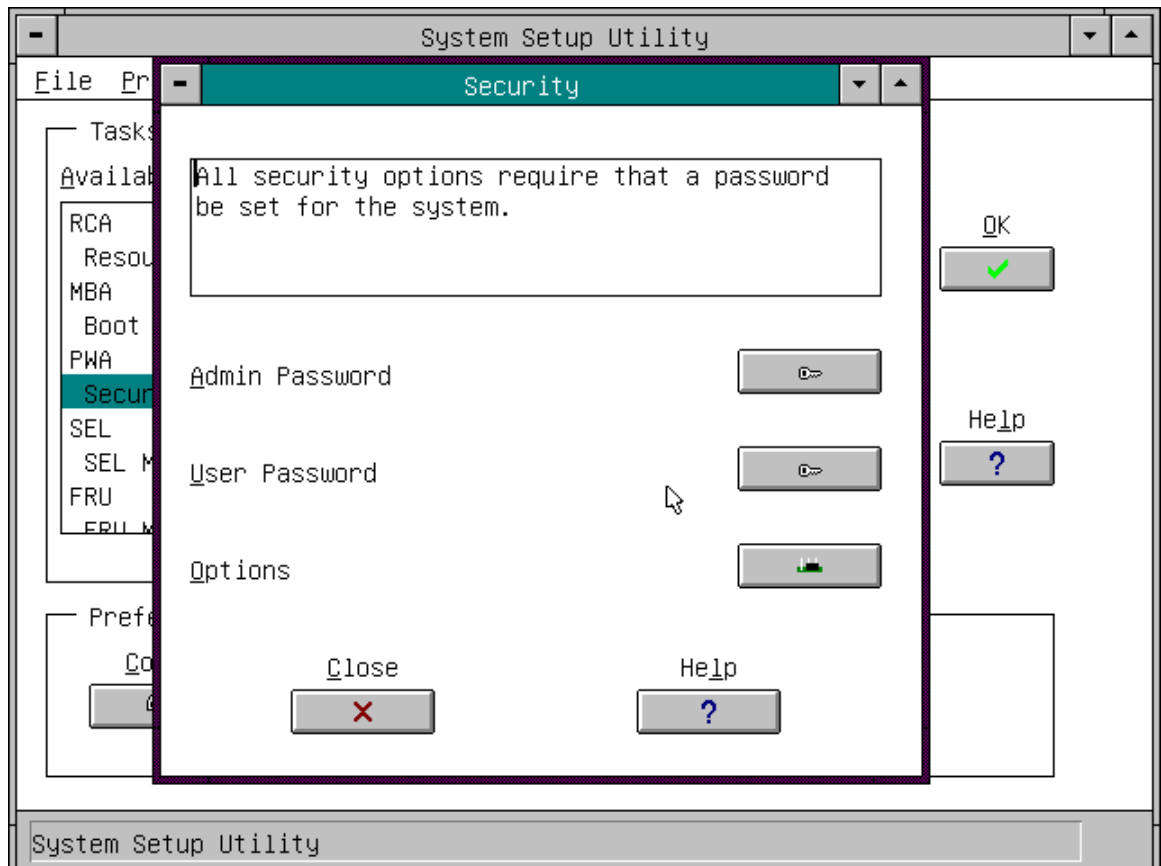 System Setup Utility
File Pr
Security
Tasks
Availab
All security options require that a password
be set for the system.
RCA
Resou
MBA
Boot
PWA
Secur
SEL
SEL M
FRU
FRU M
OK
Admin Password
Help
User Password
Options
Prefe
Co
Close
Help
System Setup Utility